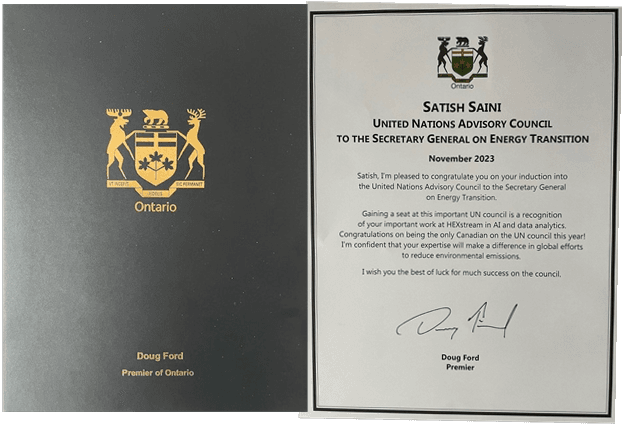 Ontario
Doug Ford
Premier of Ontario
Ontario
SATISH SAINI
UNITED NATIONS ADVISORY COUNCIL
TO THE SECRETARY GENERAL ON ENERGY TRANSITION
November 2023
Satish, I'm pleased to congratulate you on your induction into
the United Nations Advisory Council to the Secretary General
on Energy Transition.
Gaining a seat at this important UN council is a recognition
of your important work at HEXstream in AI and data analytics.
Congratulations on being the only Canadian on the UN council this year!
I'm confident that your expertise will make a difference in global efforts
to reduce environmental emissions.
I wish you the best of luck for much success on the council.
Doug Ford
Premier